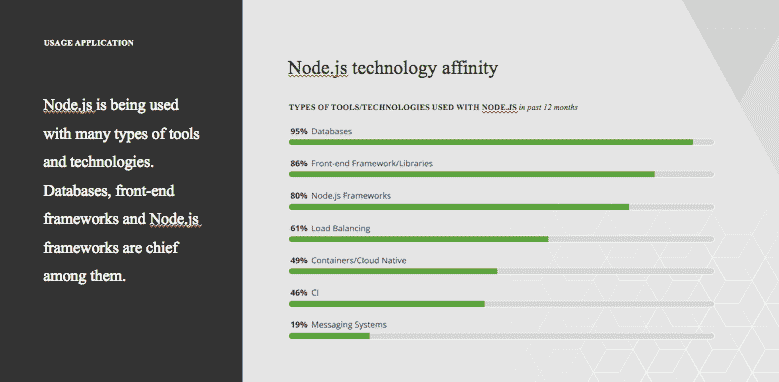 USAGE APPLICATION
Node.js is being used
with many types of tools
and technologies.
Databases, front-end
frameworks and Node.js
frameworks are chief
among them.
Node.js technology affinity
TYPES OF TOOLS/TECHNOLOGIES USED WITH NODE.JS in past 12 months
95% Databases
86% Front-end Framework/Libraries
80% Node.js Frameworks
61% Load Balancing
49% Containers/Cloud Native
46% CI
19% Messaging Systems